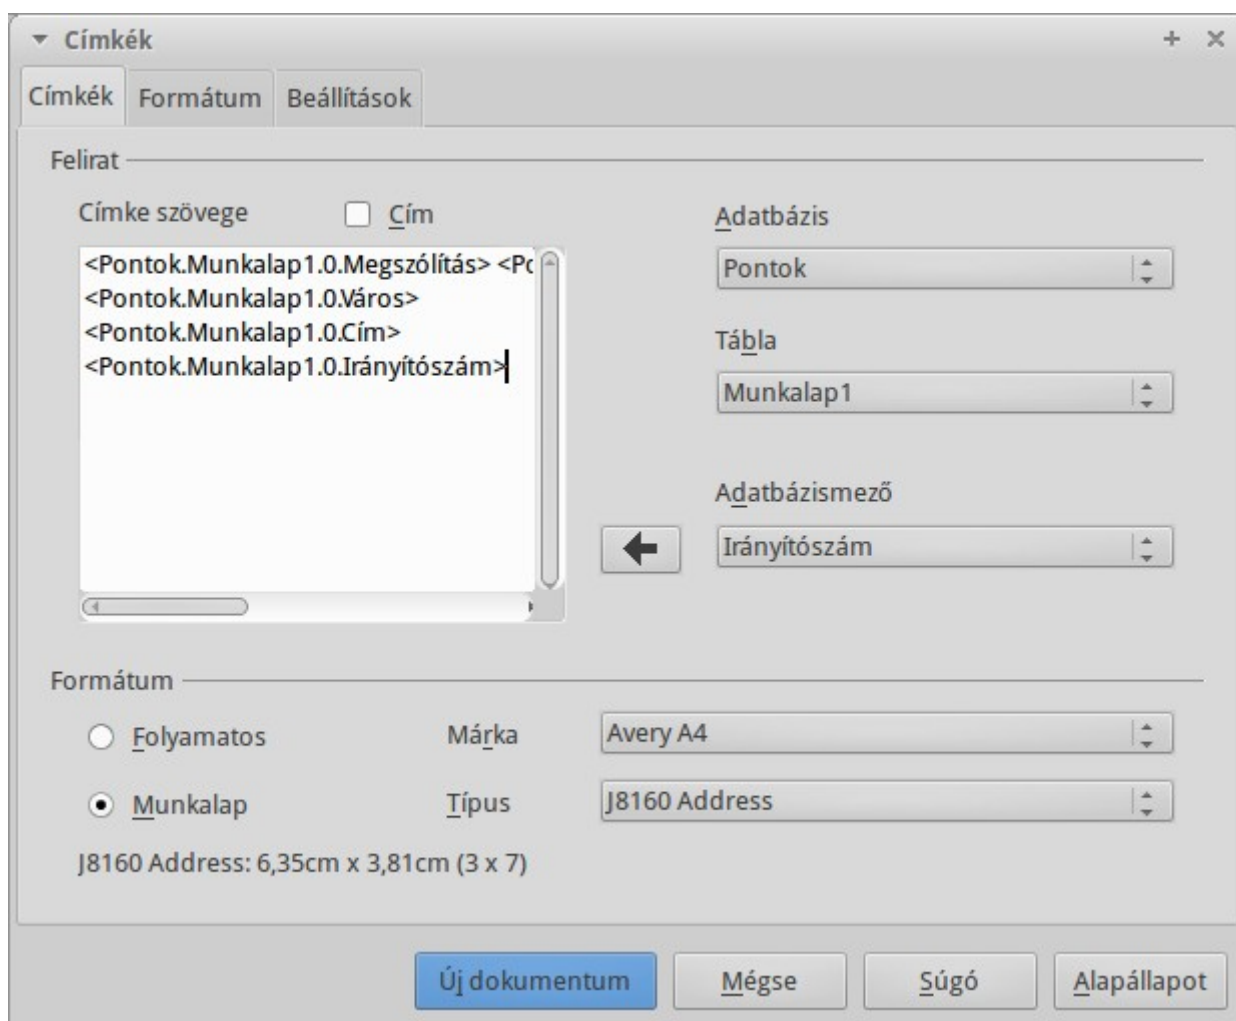 Címkék
Címkék Formátum Beállítások
Felirat
Címke szövege Cím
<Pontok.Munkalap1.0.Megszólítás> <Po
<Pontok.Munkalap1.0.Város>
<Pontok.Munkalap1.0.Cím>
<Pontok.Munkalap1.0.Irányítószám>
Adatbázis
Pontok
Tábla
Munkalap1
Adatbázismező
Irányítószám
Formátum
Folyamatos Márka Avery A4
Munkalap Típus J8160 Address
J8160 Address: 6,35cm x 3,81cm (3 x 7)
Új dokumentum Mégse Súgó Alapállapot